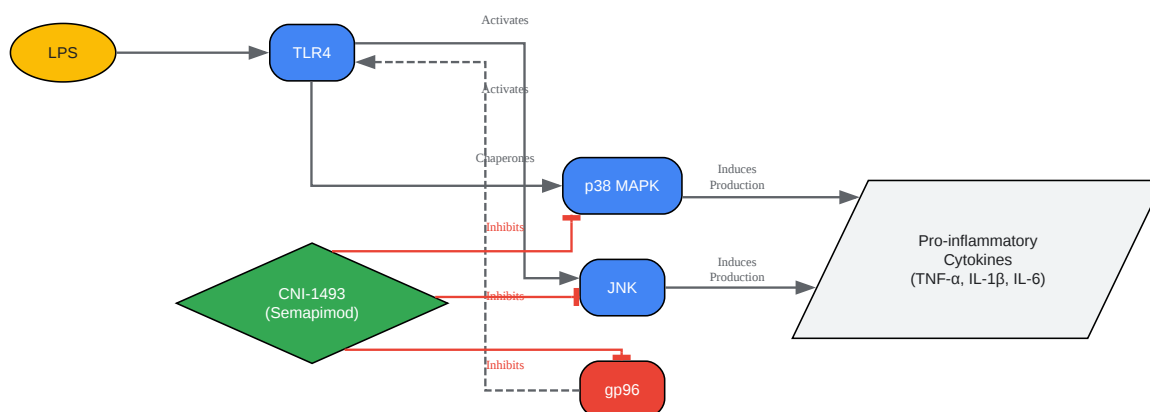 Activates
LPS
TLR4
Activates
Chaperones
p38 MAPK
Induces
Production
Inhibits
Pro-inflammatory
Cytokines
(TNF-α, IL-1β, IL-6)
Induces
Production
CNI-1493
(Semapimod)
Inhibits
JNK
Inhibits
gp96